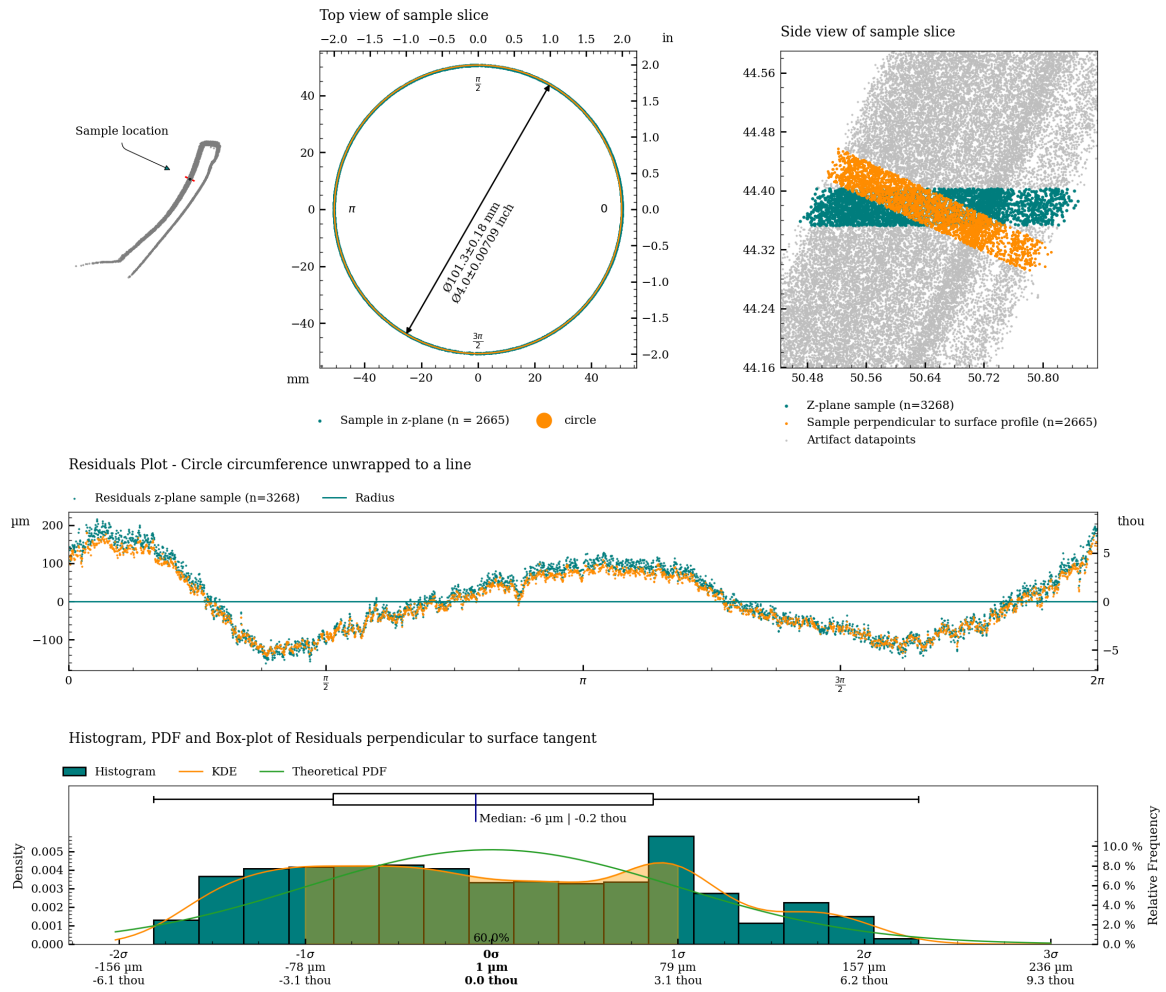 Top view of sample slice
−2.0 −1.5 −1.0 −0.5 0.0 0.5 1.0 1.5 2.0 in
Side view of sample slice
Sample location
40
20
0
−20
−40
mm
−40 −20 0 20 40
2.0
1.5
1.0
0.5
0.0
−0.5
−1.0
−1.5
−2.0
π/2
π
0
3π/2
Ø101.3±0.18 mm
Ø4.0±0.00709 inch
Sample in z-plane (n = 2665) circle
44.56
44.48
44.40
44.32
44.24
44.16
50.48 50.56 50.64 50.72 50.80
Z-plane sample (n=3268)
Sample perpendicular to surface profile (n=2665)
Artifact datapoints
Residuals Plot - Circle circumference unwrapped to a line
Residuals z-plane sample (n=3268) Radius
µm
200
100
0
−100
thou
5
0
−5
0 π/2 π 3π/2 2π
Histogram, PDF and Box-plot of Residuals perpendicular to surface tangent
Histogram KDE Theoretical PDF
Median: -6 µm | -0.2 thou
Density
0.005
0.004
0.003
0.002
0.001
0.000
60.0%
10.0 %
8.0 %
6.0 %
4.0 %
2.0 %
0.0 %
Relative Frequency
-2σ -1σ 0σ 1σ 2σ 3σ
-156 µm -78 µm 1 µm 79 µm 157 µm 236 µm
-6.1 thou -3.1 thou 0.0 thou 3.1 thou 6.2 thou 9.3 thou